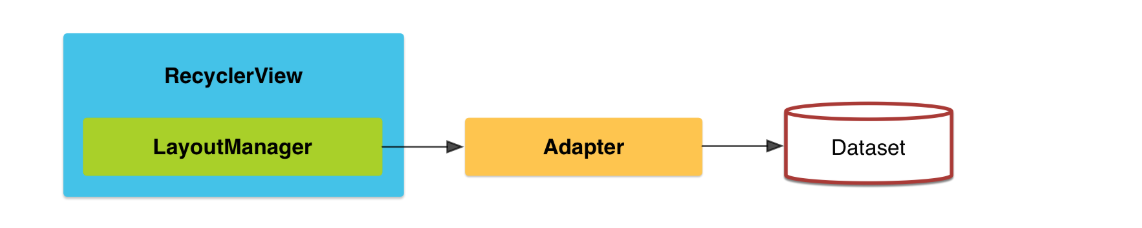 RecyclerView
LayoutManager
Adapter
Dataset